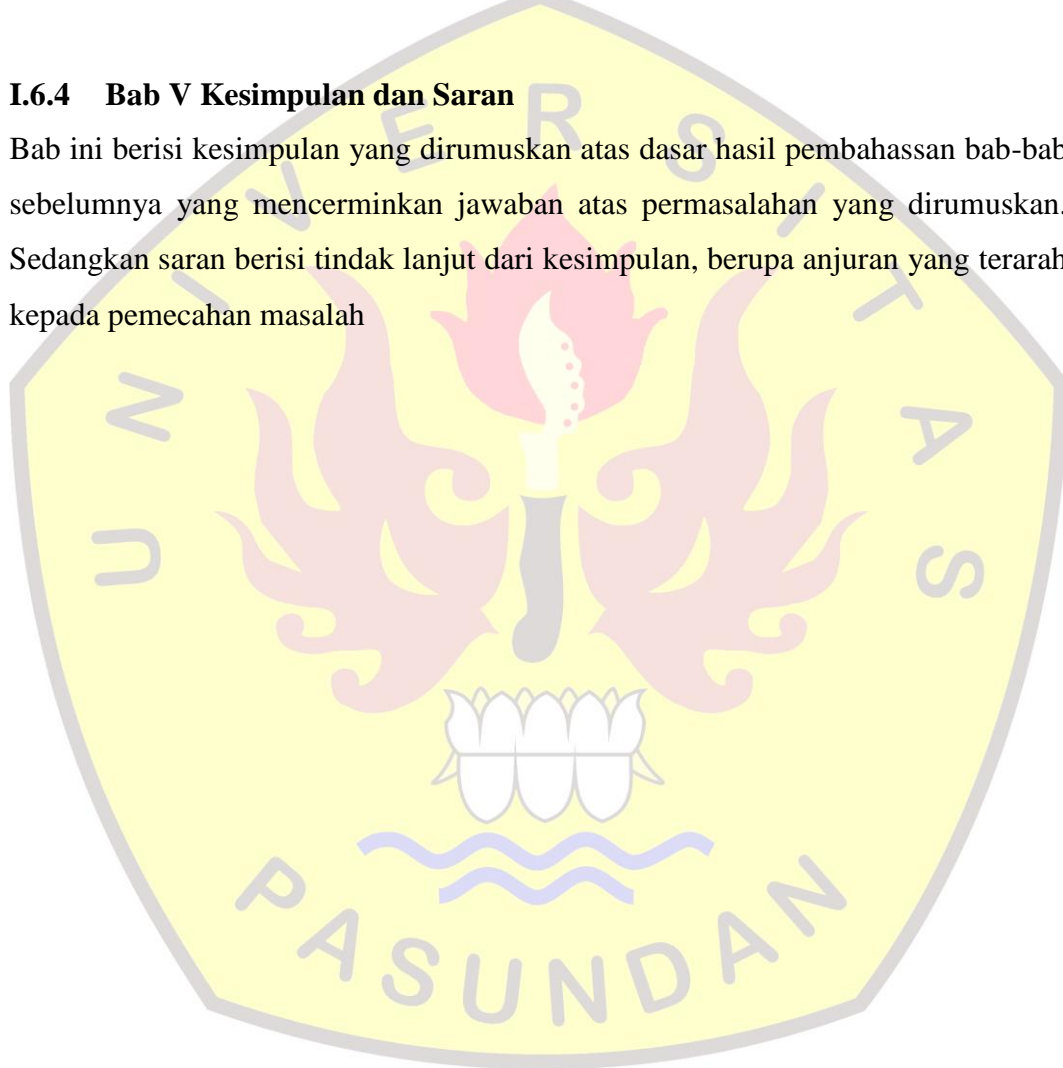 I.6.4 Bab V Kesimpulan dan Saran
Bab ini berisi kesimpulan yang dirumuskan atas dasar hasil pembahassan bab-bab
sebelumnya yang mencerminkan jawaban atas permasalahan yang dirumuskan.
Sedangkan saran berisi tindak lanjut dari kesimpulan, berupa anjuran yang terarah
kepada pemecahan masalah
UNIVERSITAS
PASUNDAN